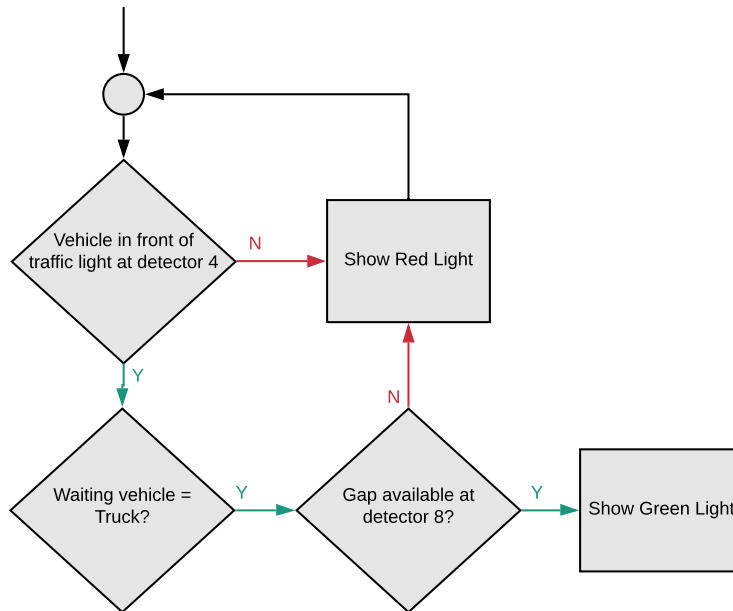 Vehicle in front of
traffic light at detector 4
N
Show Red Light
Y
N
Waiting vehicle =
Truck?
Y
Gap available at
detector 8?
Y
Show Green Light